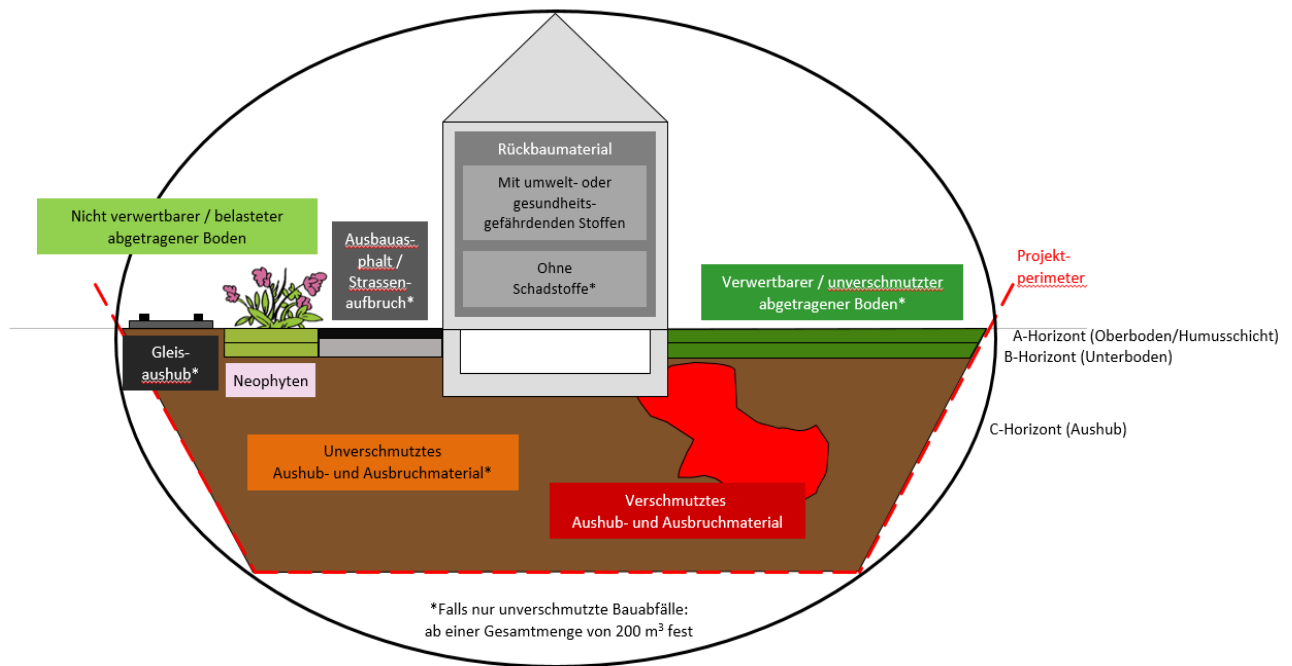 Rückbaumaterial
Mit umwelt- oder
gesundheits-
gefährdenden Stoffen
Ohne
Schadstoffe*
Nicht verwertbarer / belasteter
abgetragener Boden
Ausbauas-
phalt /
Strassen-
aufbruch*
Verwertbarer / unverschmutzter
abgetragener Boden*
Projekt-
perimeter
Gleis-
aushub*
Neophyten
A-Horizont (Oberboden/Humusschicht)
B-Horizont (Unterboden)
C-Horizont (Aushub)
Unverschmutztes
Aushub- und Ausbruchmaterial*
Verschmutztes
Aushub- und Ausbruchmaterial
*Falls nur unverschmutzte Bauabfälle:
ab einer Gesamtmenge von 200 m³ fest